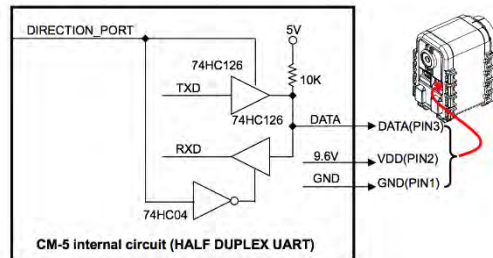 DIRECTION_PORT
5V
74HC126
10K
TXD
74HC126
DATA
DATA(PIN3)
RXD
9.6V
VDD(PIN2)
GND
GND(PIN1)
74HC04
CM-5 internal circuit (HALF DUPLEX UART)